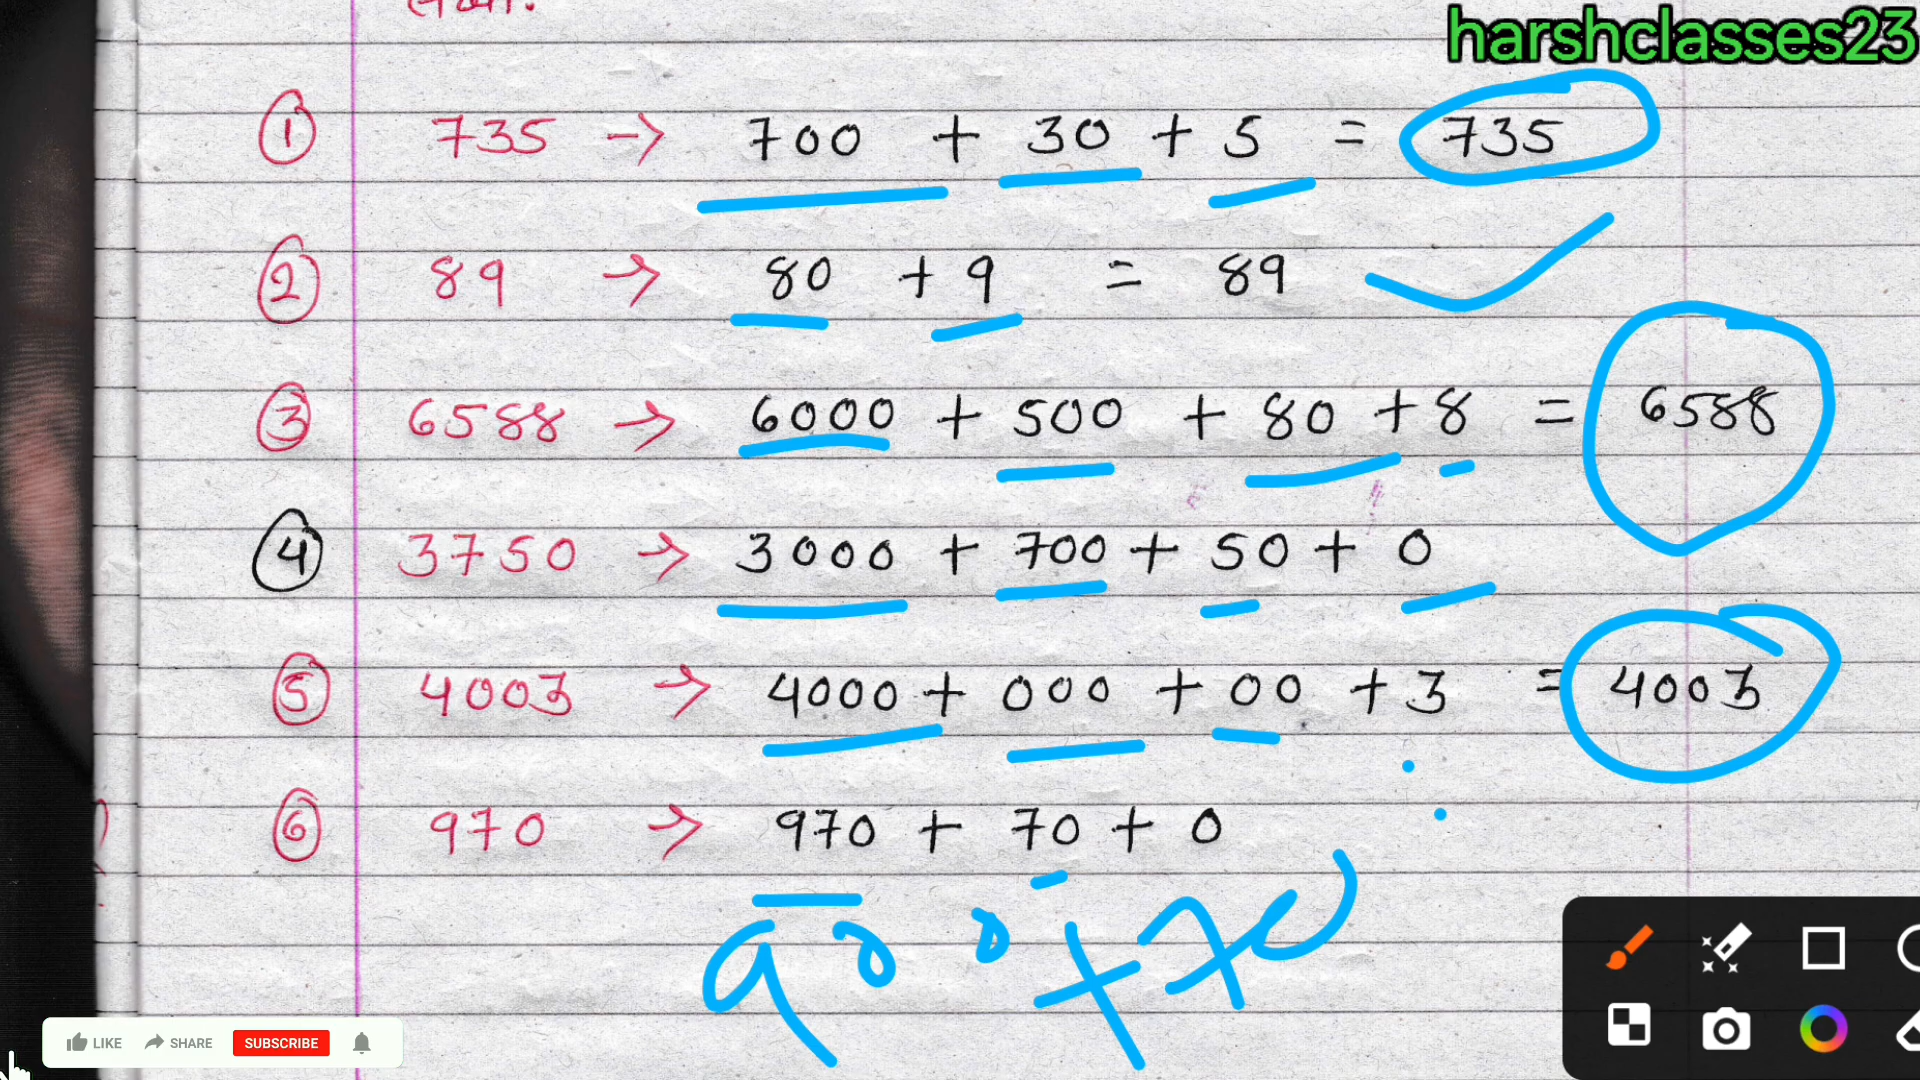 harshclasses23
① 735 → 700 + 30 + 5 = 735
② 89 → 80 + 9 = 89
③ 6588 → 6000 + 500 + 80 + 8 = 6588
④ 3750 → 3000 + 700 + 50 + 0
⑤ 4003 → 4000 + 000 + 00 + 3 = 4003
⑥ 970 → 970 + 70 + 0
900 + 70
LIKE SHARE SUBSCRIBE